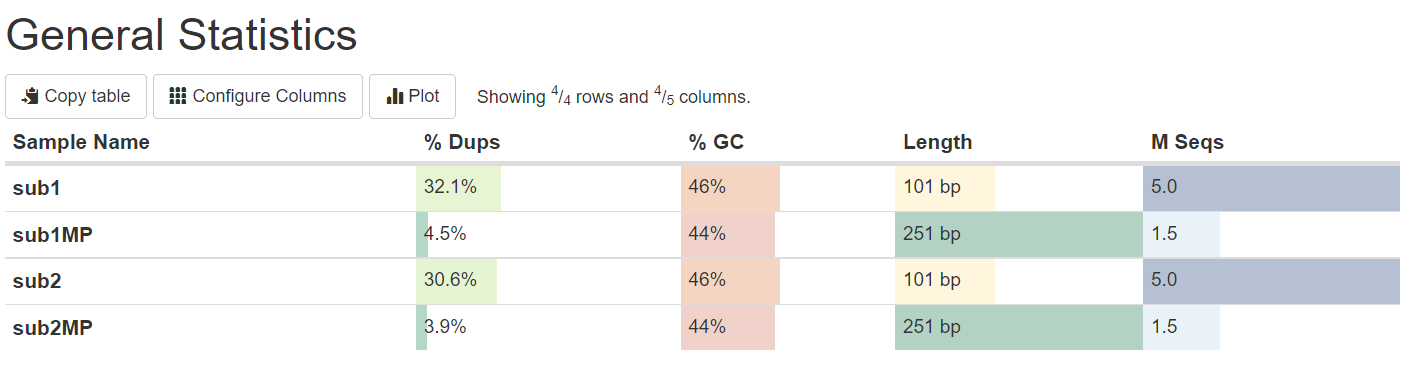 General Statistics
Copy table Configure Columns Plot Showing 4/4 rows and 4/5 columns.
Sample Name % Dups % GC Length M Seqs
sub1 32.1% 46% 101 bp 5.0
sub1MP 4.5% 44% 251 bp 1.5
sub2 30.6% 46% 101 bp 5.0
sub2MP 3.9% 44% 251 bp 1.5